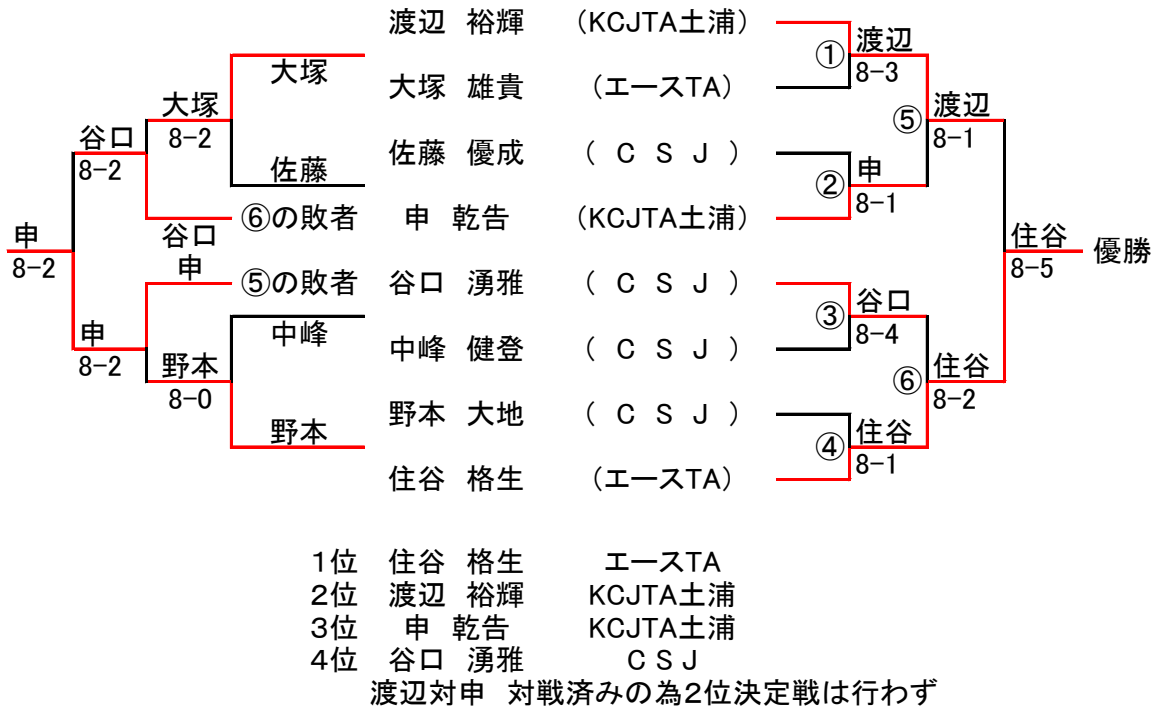 渡辺 裕輝 （KCJTA土浦）
① 渡辺
8-3
大塚
大塚 雄貴 （エースTA）
大塚
8-2
⑤ 渡辺
8-1
谷口
8-2
佐藤 優成 （ C S J ）
佐藤
② 申
8-1
⑥の敗者 申 乾告 （KCJTA土浦）
谷口
申
8-2
住谷 優勝
8-5
申
⑤の敗者 谷口 湧雅 （ C S J ）
③ 谷口
8-4
申
8-2
中峰
中峰 健登 （ C S J ）
野本
8-0
⑥ 住谷
8-2
野本 大地 （ C S J ）
野本
④ 住谷
8-1
住谷 格生 （エースTA）
1位 住谷 格生 エースTA
2位 渡辺 裕輝 KCJTA土浦
3位 申 乾告 KCJTA土浦
4位 谷口 湧雅 C S J
渡辺対申 対戦済みの為2位決定戦は行わず